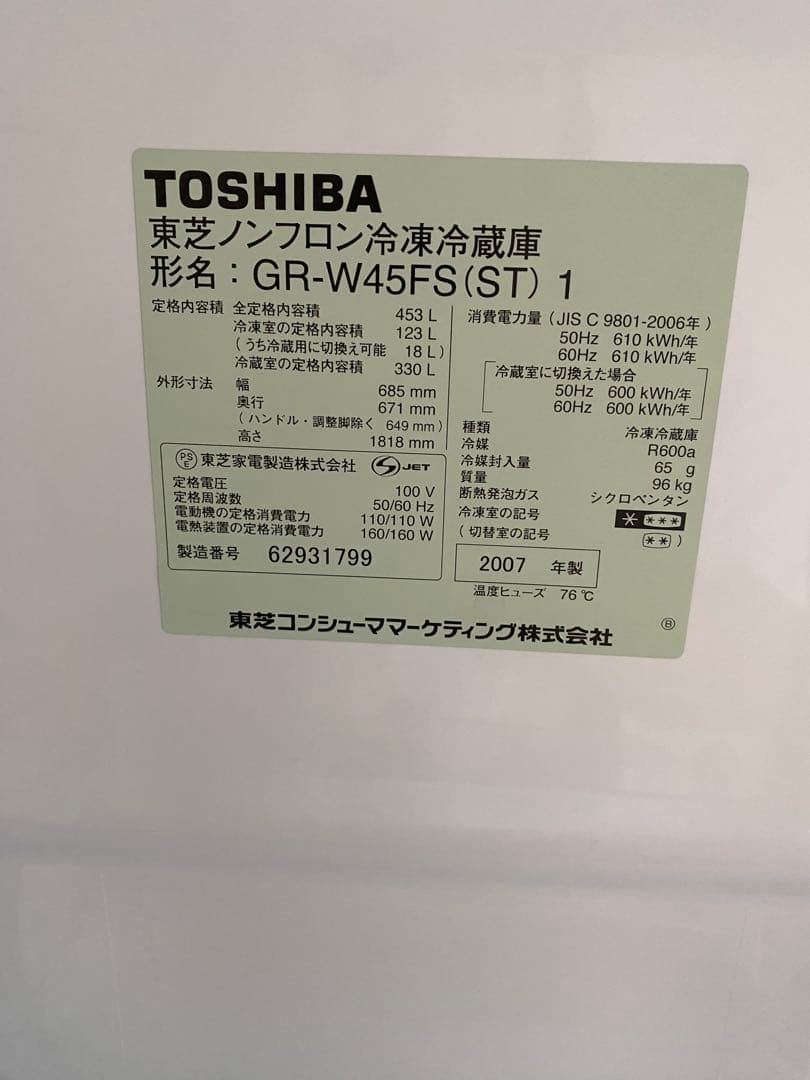 TOSHIBA
東芝ノンフロン冷凍冷蔵庫
形名：GR-W45FS(ST) 1
定格内容積 全定格内容積 453 L
冷凍室の定格内容積 123 L
(うち冷蔵用に切換え可能 18 L)
冷蔵室の定格内容積 330 L
外形寸法 幅 685 mm
奥行 671 mm
(ハンドル・調整脚除く 649 mm)
高さ 1818 mm
PS E 東芝家電製造株式会社 S JET
定格電圧 100 V
定格周波数 50/60 Hz
電動機の定格消費電力 110/110 W
電熱装置の定格消費電力 160/160 W
製造番号 62931799
消費電力量 (JIS C 9801-2006年)
50Hz 610 kWh/年
60Hz 610 kWh/年
冷蔵室に切換えた場合
50Hz 600 kWh/年
60Hz 600 kWh/年
種類 冷凍冷蔵庫
冷媒 R600a
冷媒封入量 65 g
質量 96 kg
断熱発泡ガス シクロペンタン
冷凍室の記号 * ***
(切替室の記号 ** )
2007 年製
温度ヒューズ 76℃
東芝コンシューママーケティング株式会社
Ⓑ